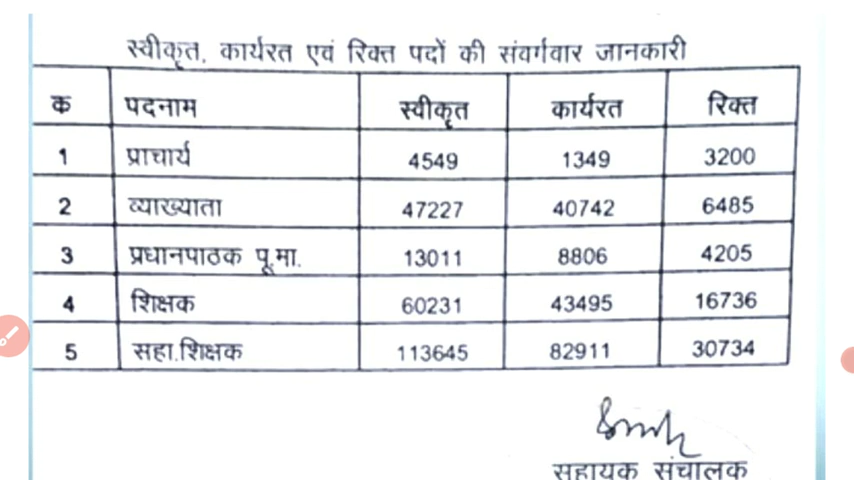 स्वीकृत, कार्यरत एवं रिक्त पदों की संवर्गवार जानकारी
क पदनाम स्वीकृत कार्यरत रिक्त
1 प्राचार्य 4549 1349 3200
2 व्याख्याता 47227 40742 6485
3 प्रधानपाठक पू.मा. 13011 8806 4205
4 शिक्षक 60231 43495 16736
5 सहा.शिक्षक 113645 82911 30734
सहायक संचालक